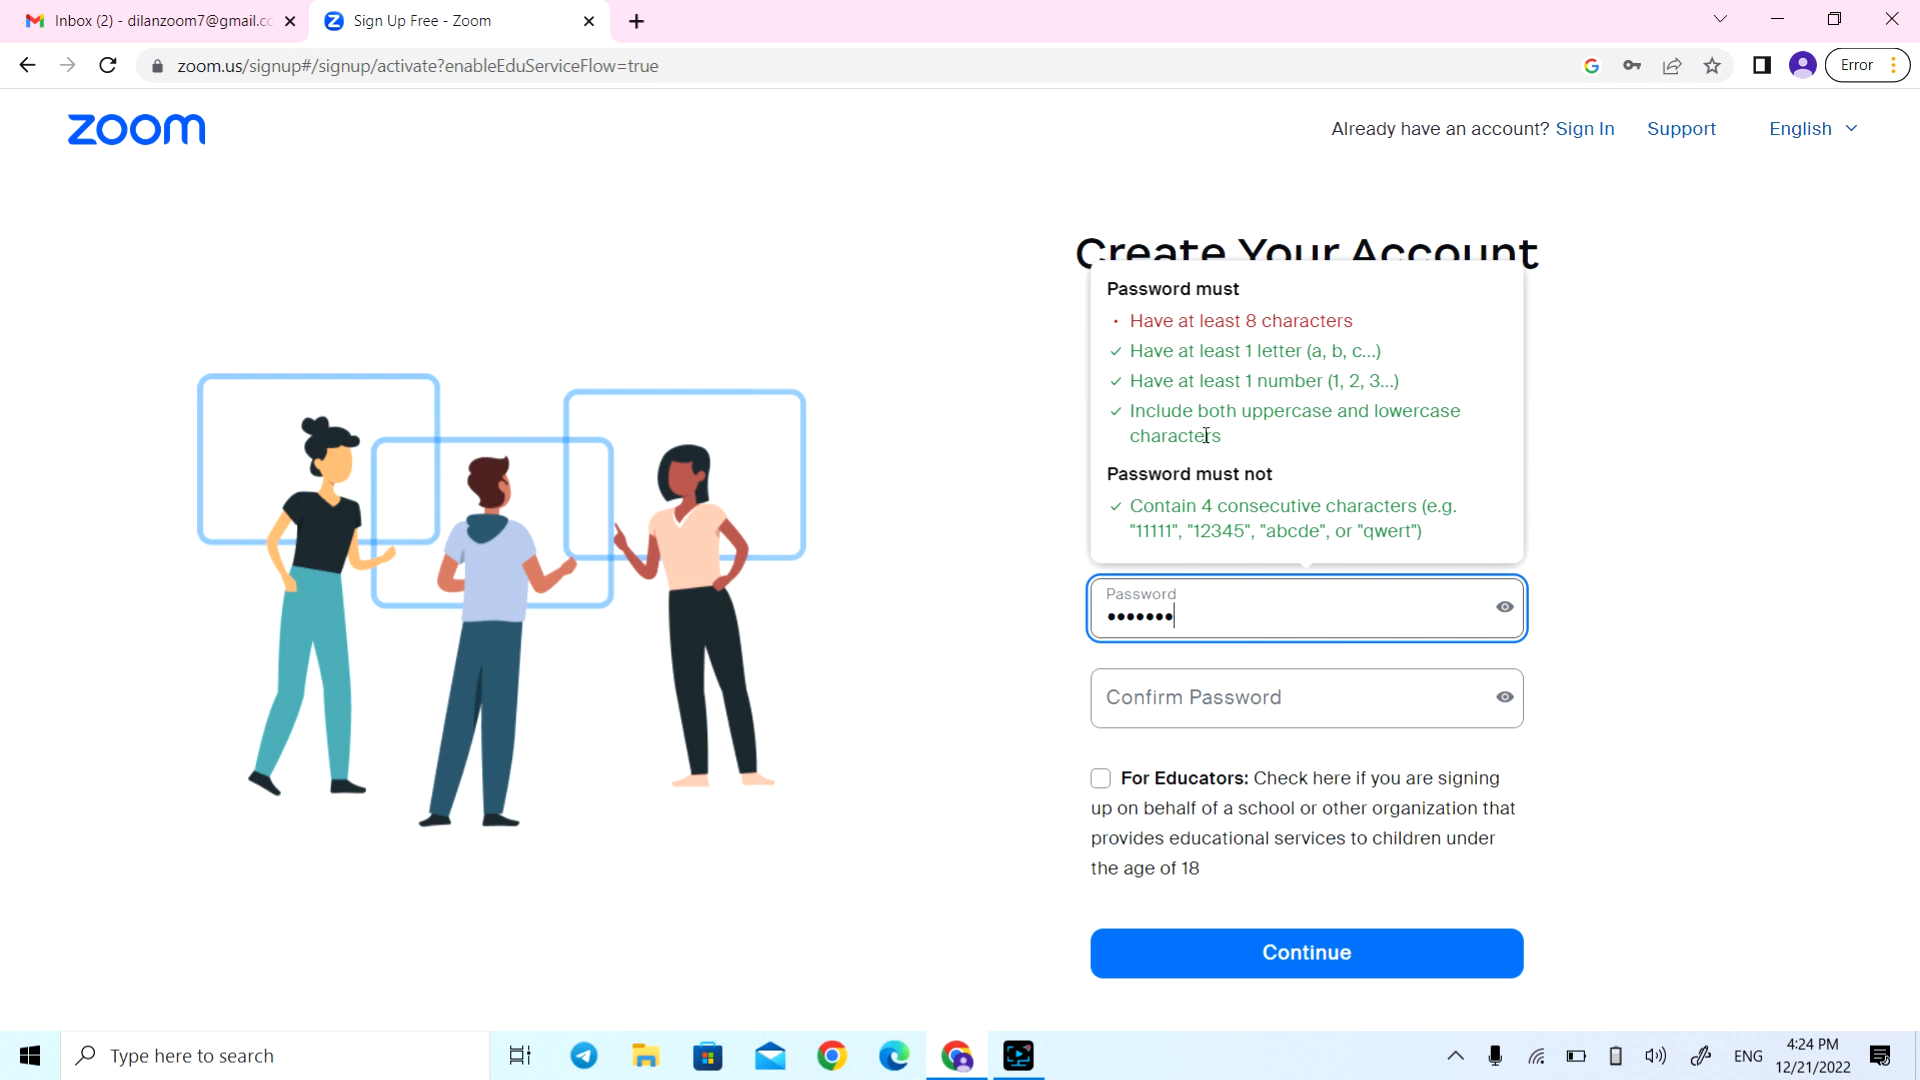 Inbox (2) - dilanzoom7@gmail.c
Sign Up Free - Zoom
zoom.us/signup#/signup/activate?enableEduServiceFlow=true
Error
zoom
Already have an account? Sign In
Support
English
Create Your Account
Password must
• Have at least 8 characters
✓ Have at least 1 letter (a, b, c...)
✓ Have at least 1 number (1, 2, 3...)
✓ Include both uppercase and lowercase
characters
Password must not
✓ Contain 4 consecutive characters (e.g.
"11111", "12345", "abcde", or "qwert")
Password
•••••••
Confirm Password
For Educators: Check here if you are signing
up on behalf of a school or other organization that
provides educational services to children under
the age of 18
Continue
Type here to search
ENG
4:24 PM
12/21/2022